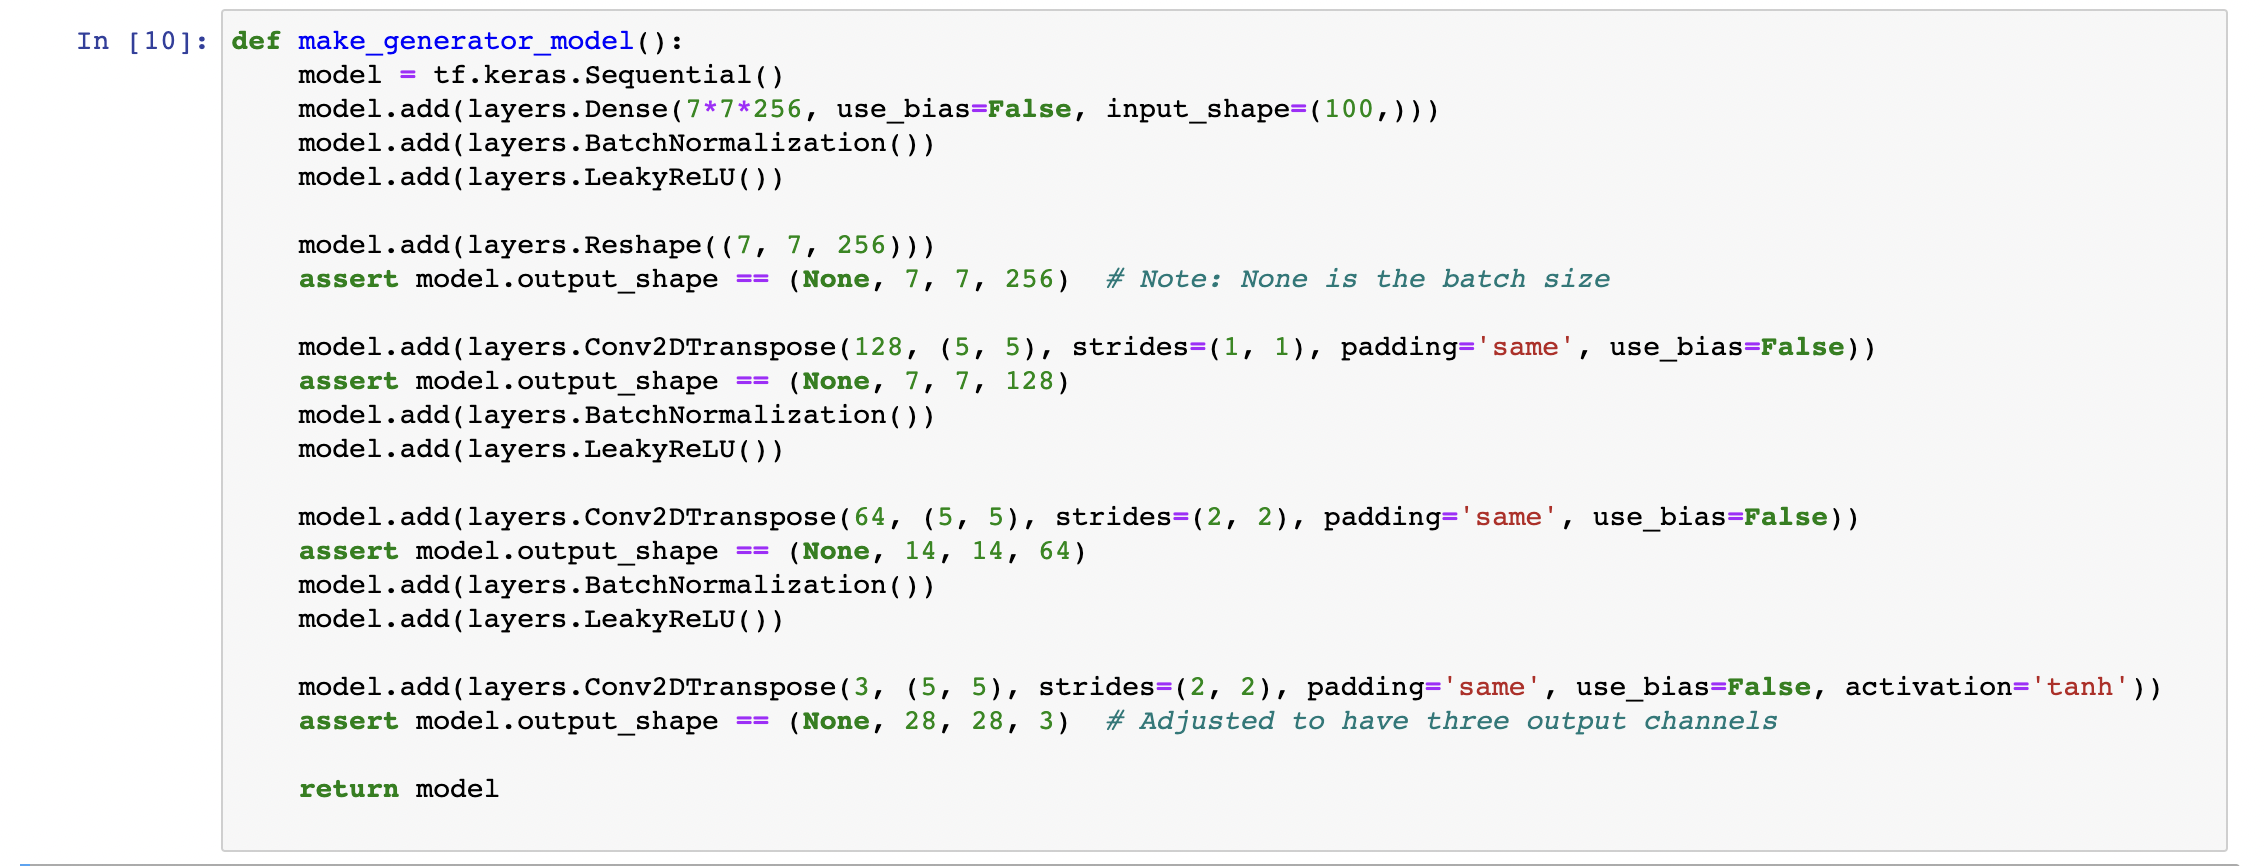 In [10]: def make_generator_model():
    model = tf.keras.Sequential()
    model.add(layers.Dense(7*7*256, use_bias=False, input_shape=(100,)))
    model.add(layers.BatchNormalization())
    model.add(layers.LeakyReLU())

    model.add(layers.Reshape((7, 7, 256)))
    assert model.output_shape == (None, 7, 7, 256)  # Note: None is the batch size

    model.add(layers.Conv2DTranspose(128, (5, 5), strides=(1, 1), padding='same', use_bias=False))
    assert model.output_shape == (None, 7, 7, 128)
    model.add(layers.BatchNormalization())
    model.add(layers.LeakyReLU())

    model.add(layers.Conv2DTranspose(64, (5, 5), strides=(2, 2), padding='same', use_bias=False))
    assert model.output_shape == (None, 14, 14, 64)
    model.add(layers.BatchNormalization())
    model.add(layers.LeakyReLU())

    model.add(layers.Conv2DTranspose(3, (5, 5), strides=(2, 2), padding='same', use_bias=False, activation='tanh'))
    assert model.output_shape == (None, 28, 28, 3)  # Adjusted to have three output channels

    return model